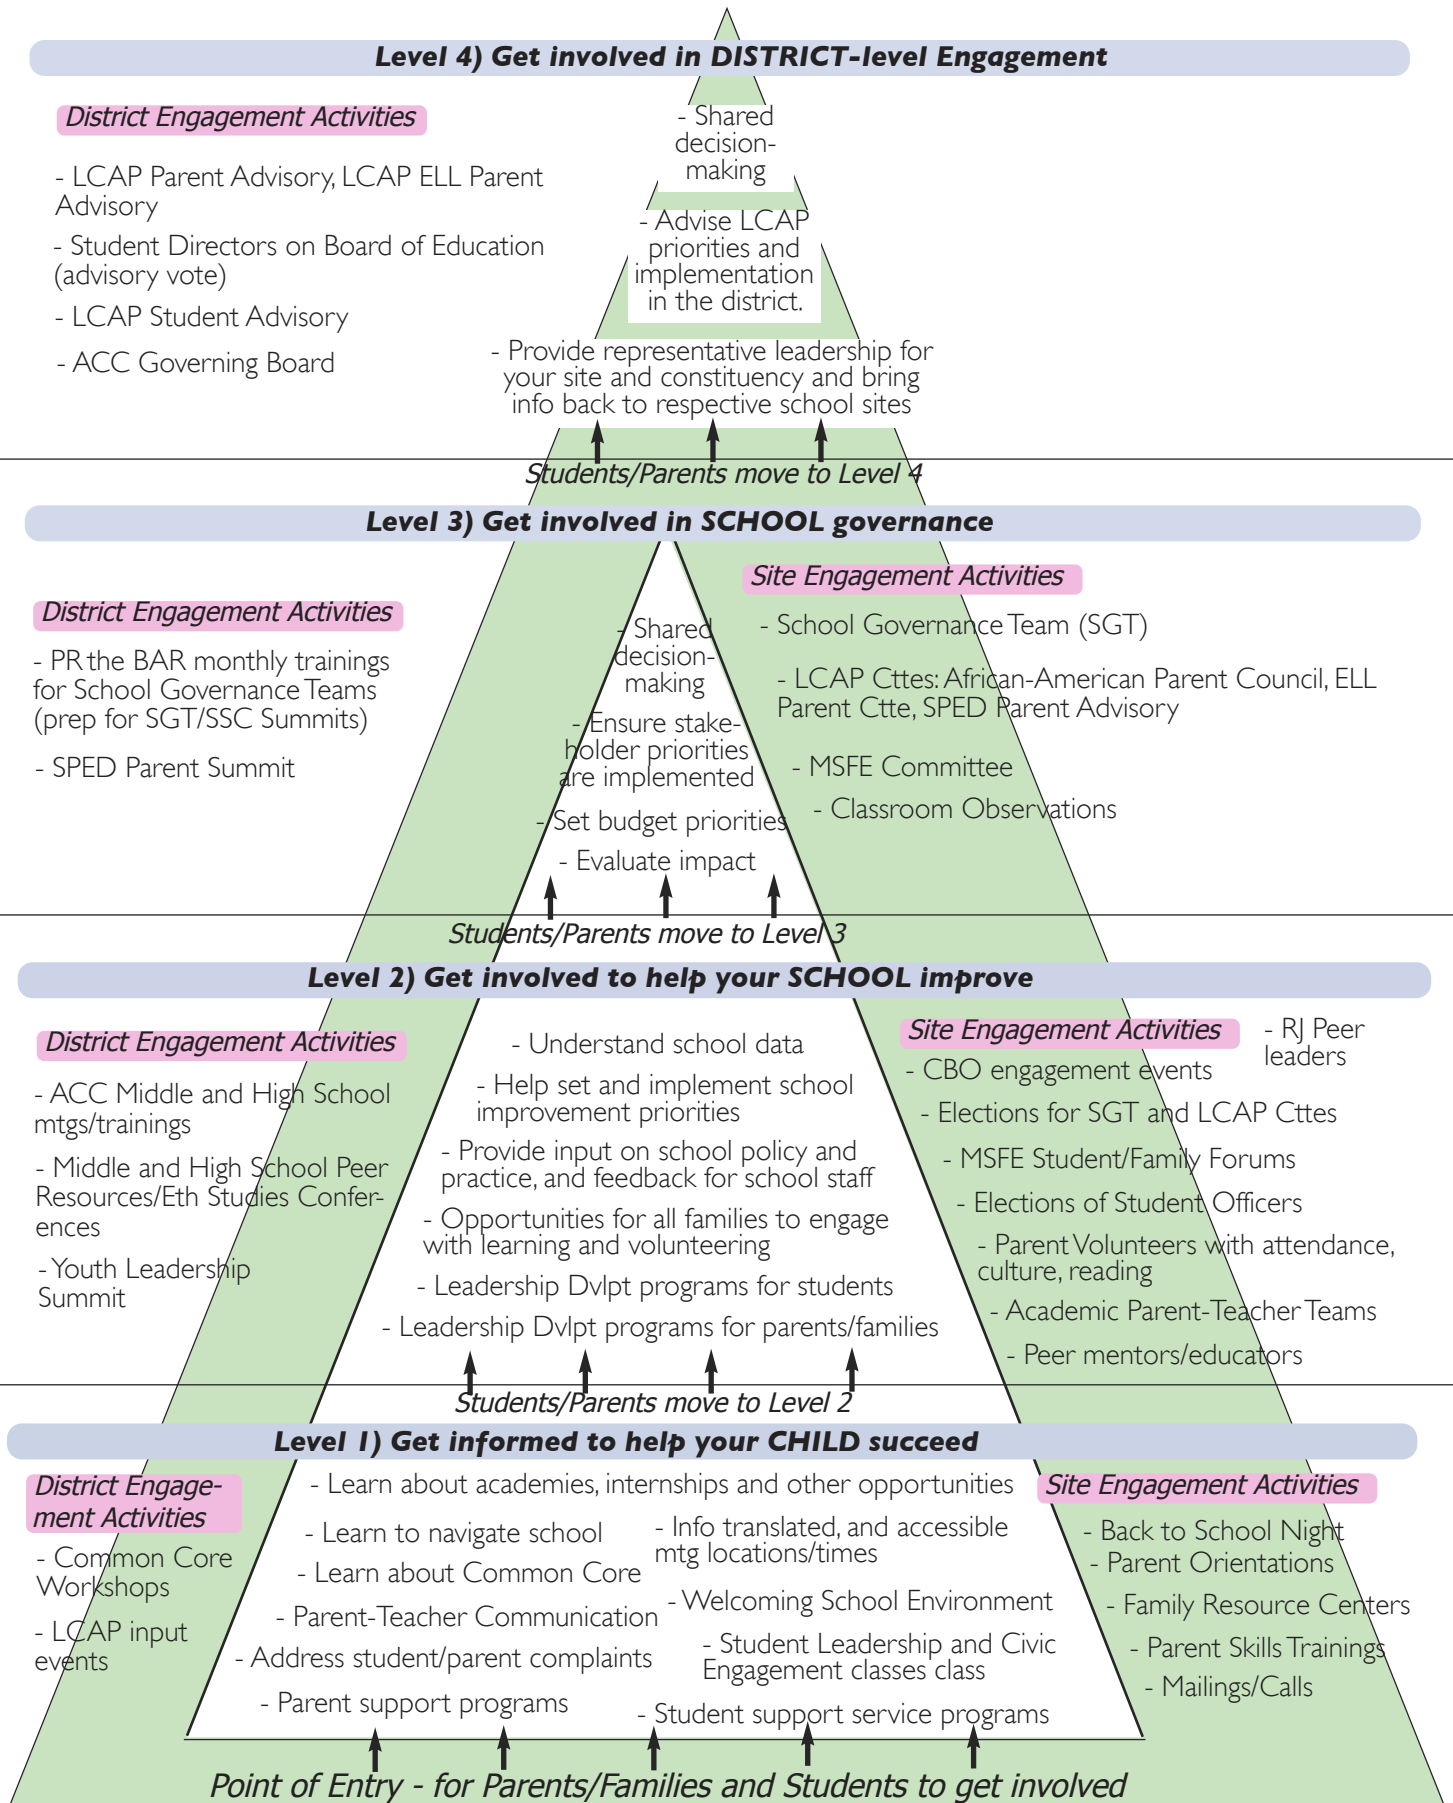 Level 4) Get involved in DISTRICT-level Engagement
District Engagement Activities
- LCAP Parent Advisory, LCAP ELL Parent
Advisory
- Student Directors on Board of Education
(advisory vote)
- LCAP Student Advisory
- ACC Governing Board
- Shared
decision-
making
- Advise LCAP
priorities and
implementation
in the district.
- Provide representative leadership for
your site and constituency and bring
info back to respective school sites
Students/Parents move to Level 4
Level 3) Get involved in SCHOOL governance
District Engagement Activities
- PR the BAR monthly trainings
for School Governance Teams
(prep for SGT/SSC Summits)
- SPED Parent Summit
- Shared
decision-
making
- Ensure stake-
holder priorities
are implemented
- Set budget priorities
- Evaluate impact
Site Engagement Activities
- School Governance Team (SGT)
- LCAP Cttes: African-American Parent Council, ELL
Parent Ctte, SPED Parent Advisory
- MSFE Committee
- Classroom Observations
Students/Parents move to Level 3
Level 2) Get involved to help your SCHOOL improve
District Engagement Activities
- ACC Middle and High School
mtgs/trainings
- Middle and High School Peer
Resources/Eth Studies Confer-
ences
- Youth Leadership
Summit
- Understand school data
- Help set and implement school
improvement priorities
- Provide input on school policy and
practice, and feedback for school staff
- Opportunities for all families to engage
with learning and volunteering
- Leadership Dvlpt programs for students
- Leadership Dvlpt programs for parents/families
Site Engagement Activities
- RJ Peer
leaders
- CBO engagement events
- Elections for SGT and LCAP Cttes
- MSFE Student/Family Forums
- Elections of Student Officers
- Parent Volunteers with attendance,
culture, reading
- Academic Parent-Teacher Teams
- Peer mentors/educators
Students/Parents move to Level 2
Level 1) Get informed to help your CHILD succeed
District Engage-
ment Activities
- Common Core
Workshops
- LCAP input
events
- Learn about academies, internships and other opportunities
- Learn to navigate school
- Learn about Common Core
- Parent-Teacher Communication
- Address student/parent complaints
- Parent support programs
- Info translated, and accessible
mtg locations/times
- Welcoming School Environment
- Student Leadership and Civic
Engagement classes class
- Student support service programs
Site Engagement Activities
- Back to School Night
- Parent Orientations
- Family Resource Centers
- Parent Skills Trainings
- Mailings/Calls
Point of Entry - for Parents/Families and Students to get involved